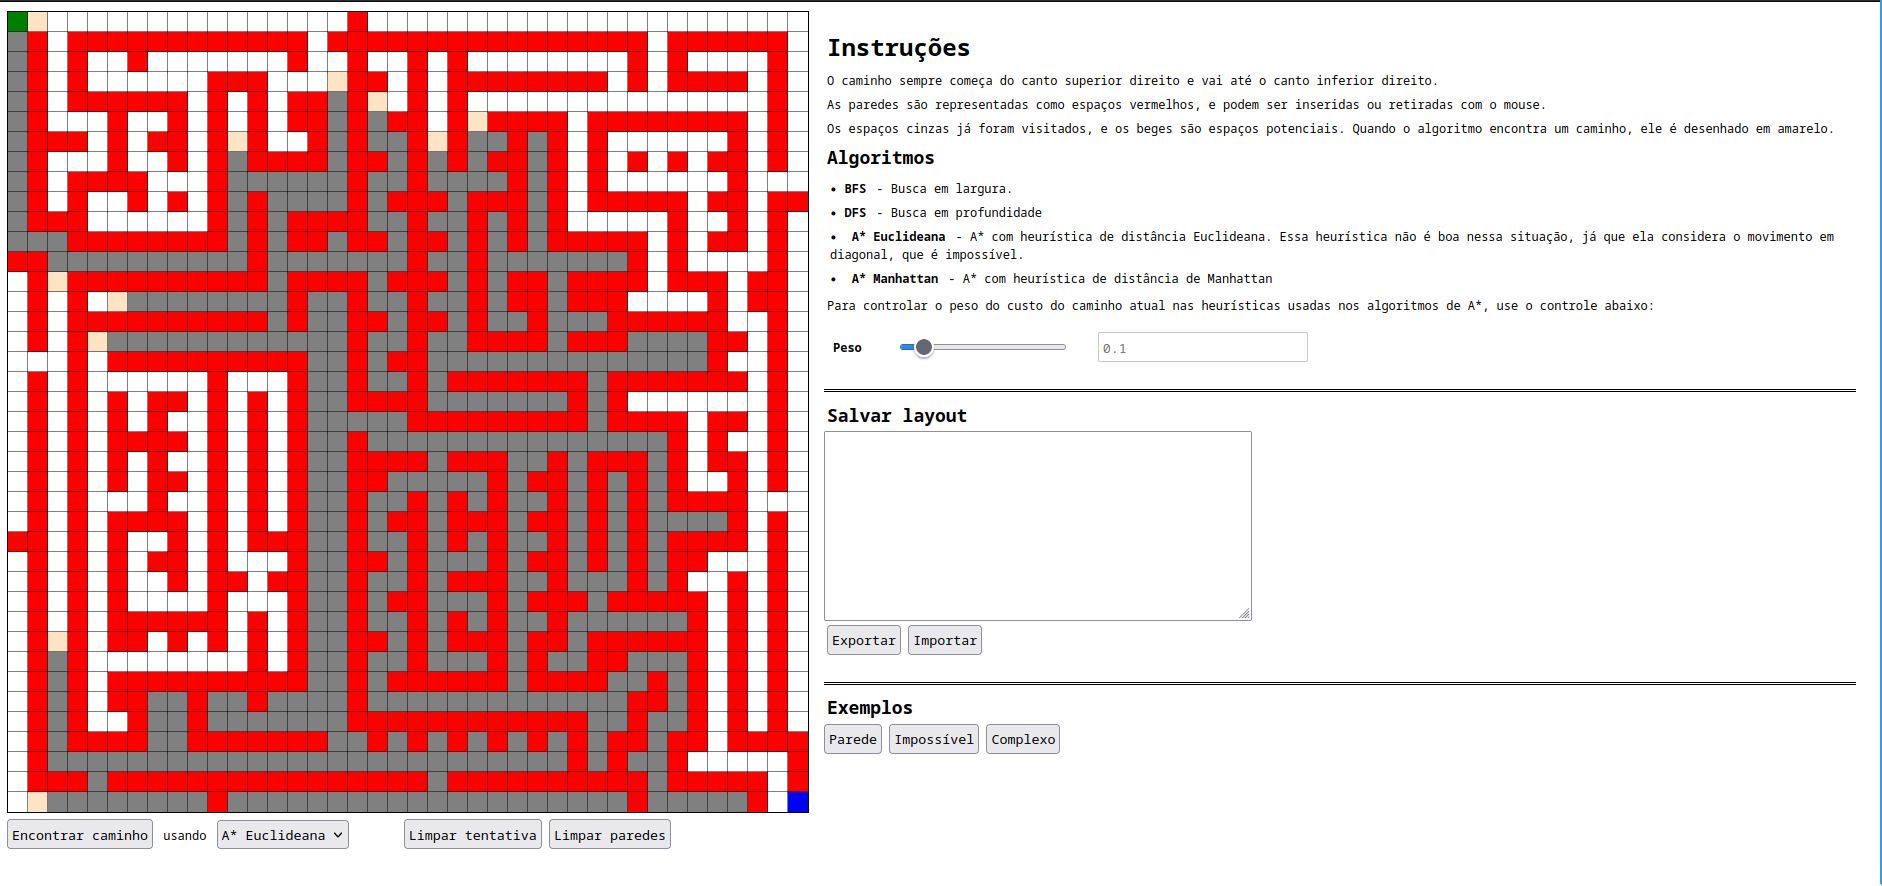 Instruções
O caminho sempre começa do canto superior direito e vai até o canto inferior direito.
As paredes são representadas como espaços vermelhos, e podem ser inseridas ou retiradas com o mouse.
Os espaços cinzas já foram visitados, e os beges são espaços potenciais. Quando o algoritmo encontra um caminho, ele é desenhado em amarelo.
Algoritmos
• BFS - Busca em largura.
• DFS - Busca em profundidade
• A* Euclideana - A* com heurística de distância Euclideana. Essa heurística não é boa nessa situação, já que ela considera o movimento em
diagonal, que é impossível.
• A* Manhattan - A* com heurística de distância de Manhattan
Para controlar o peso do custo do caminho atual nas heurísticas usadas nos algoritmos de A*, use o controle abaixo:
Peso 0.1
Salvar layout
Exportar Importar
Exemplos
Parede Impossível Complexo
Encontrar caminho usando A* Euclideana Limpar tentativa Limpar paredes